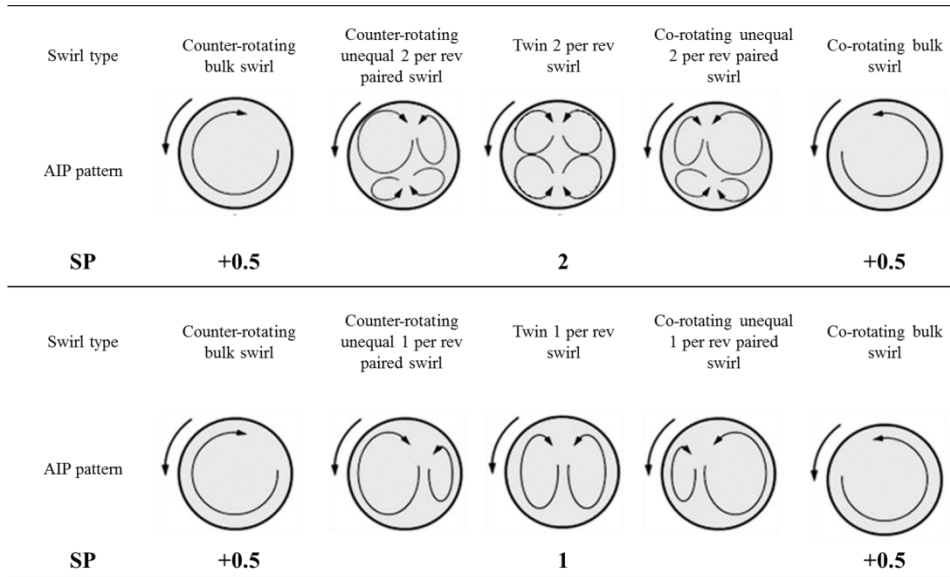 Swirl type
Counter-rotating
bulk swirl
Counter-rotating
unequal 2 per rev
paired swirl
Twin 2 per rev
swirl
Co-rotating unequal
2 per rev paired
swirl
Co-rotating bulk
swirl
AIP pattern
SP +0.5 2 +0.5
Swirl type
Counter-rotating
bulk swirl
Counter-rotating
unequal 1 per rev
paired swirl
Twin 1 per rev
swirl
Co-rotating unequal
1 per rev paired
swirl
Co-rotating bulk
swirl
AIP pattern
SP +0.5 1 +0.5